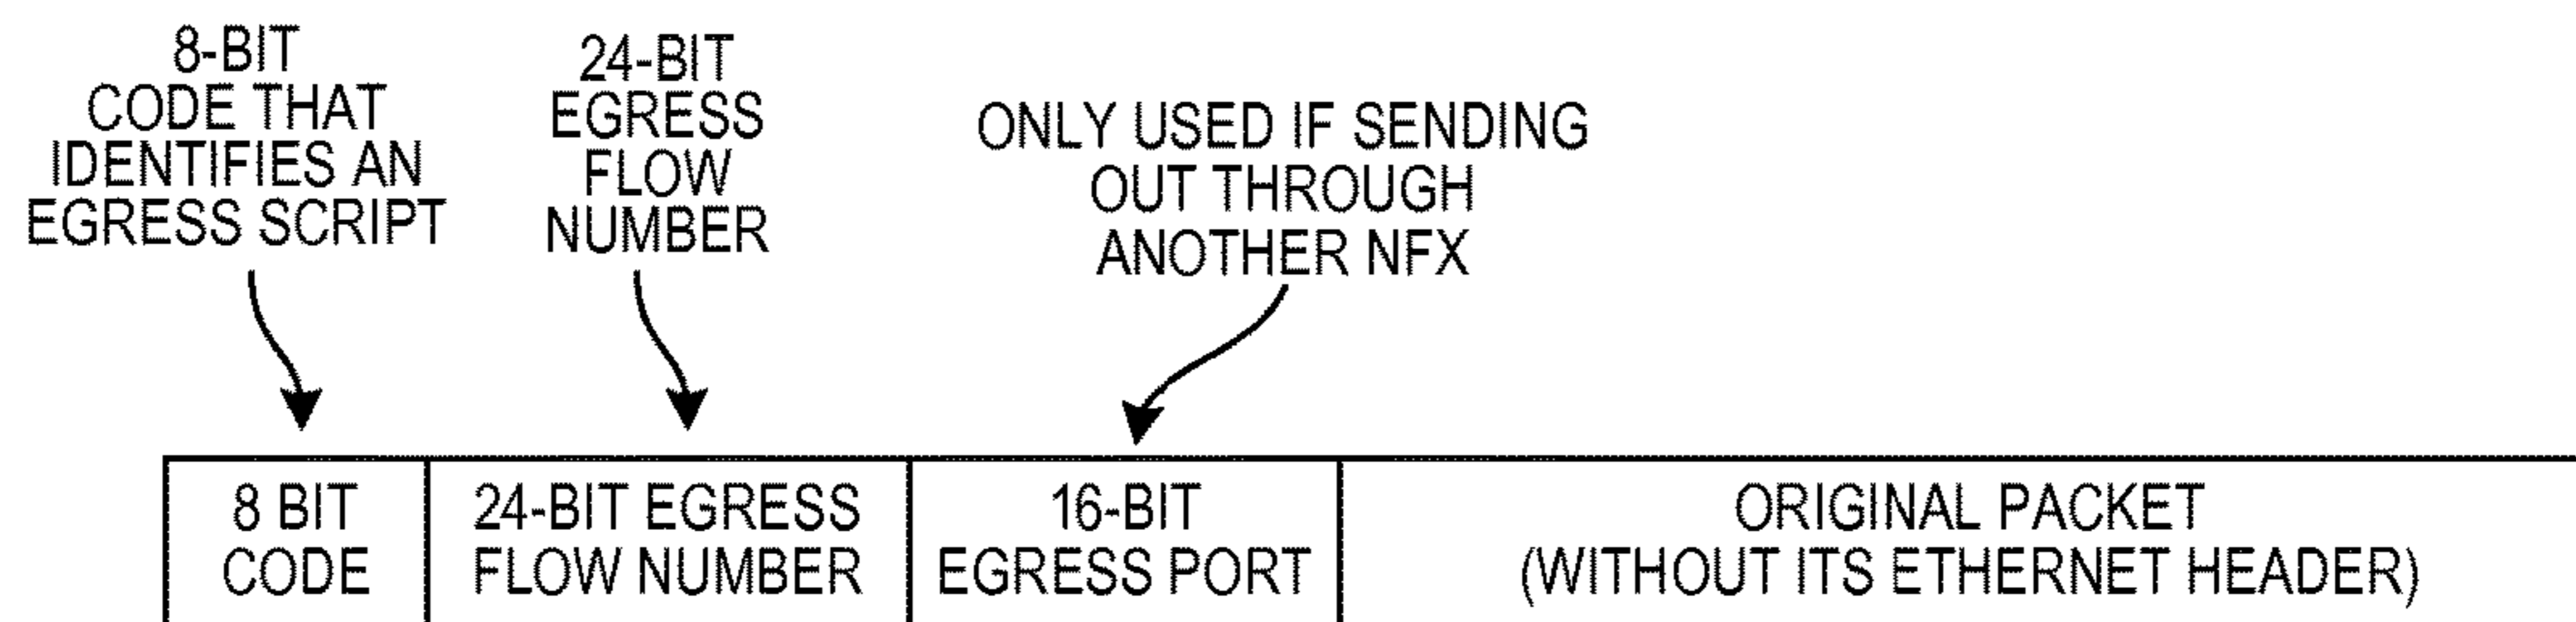 8-BIT
CODE THAT
IDENTIFIES AN
EGRESS SCRIPT
24-BIT
EGRESS
FLOW
NUMBER
ONLY USED IF SENDING
OUT THROUGH
ANOTHER NFX
8 BIT
CODE
24-BIT EGRESS
FLOW NUMBER
16-BIT
EGRESS PORT
ORIGINAL PACKET
(WITHOUT ITS ETHERNET HEADER)